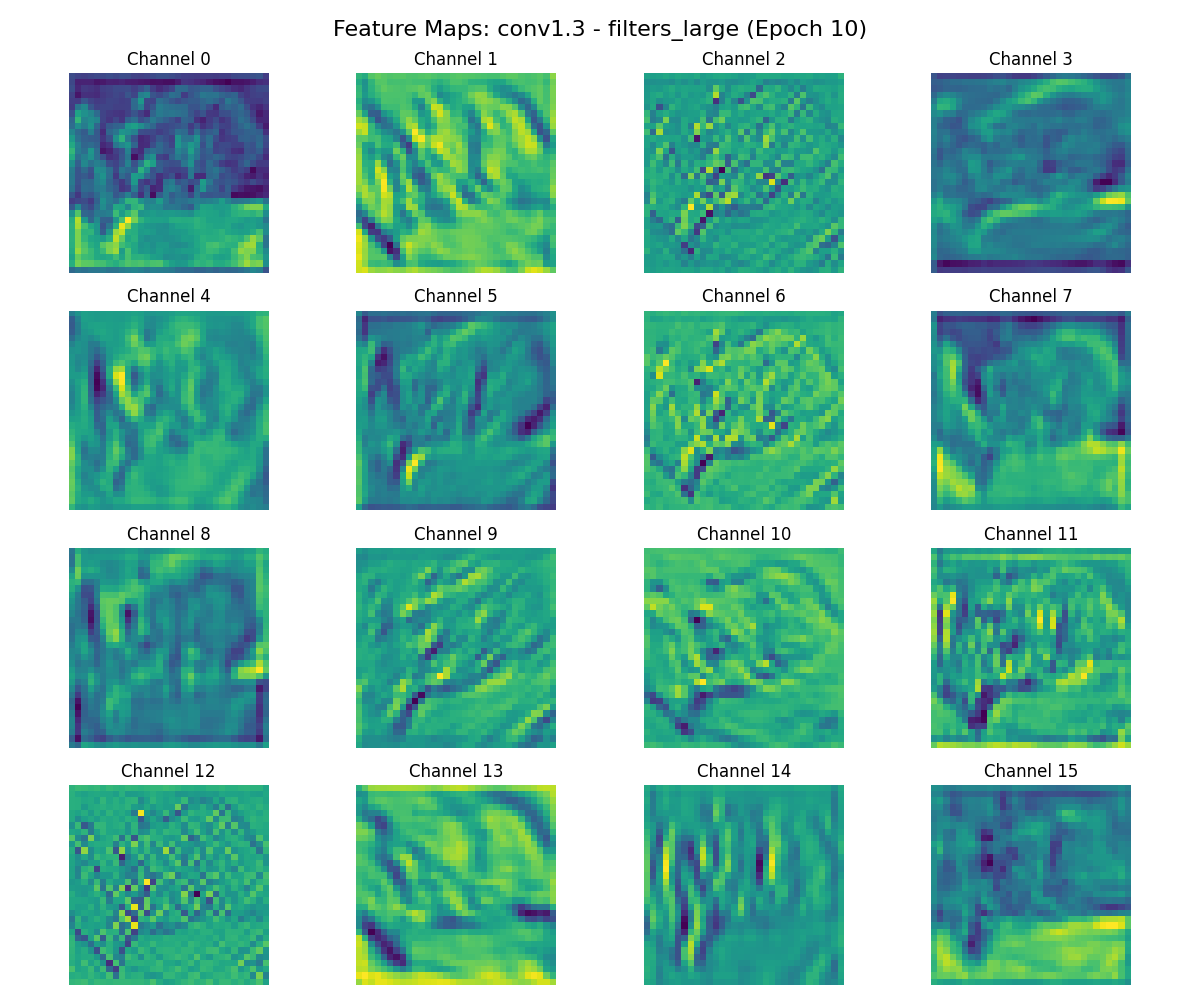 Feature Maps: conv1.3 - filters_large (Epoch 10)
Channel 0
Channel 1
Channel 2
Channel 3
Channel 4
Channel 5
Channel 6
Channel 7
Channel 8
Channel 9
Channel 10
Channel 11
Channel 12
Channel 13
Channel 14
Channel 15